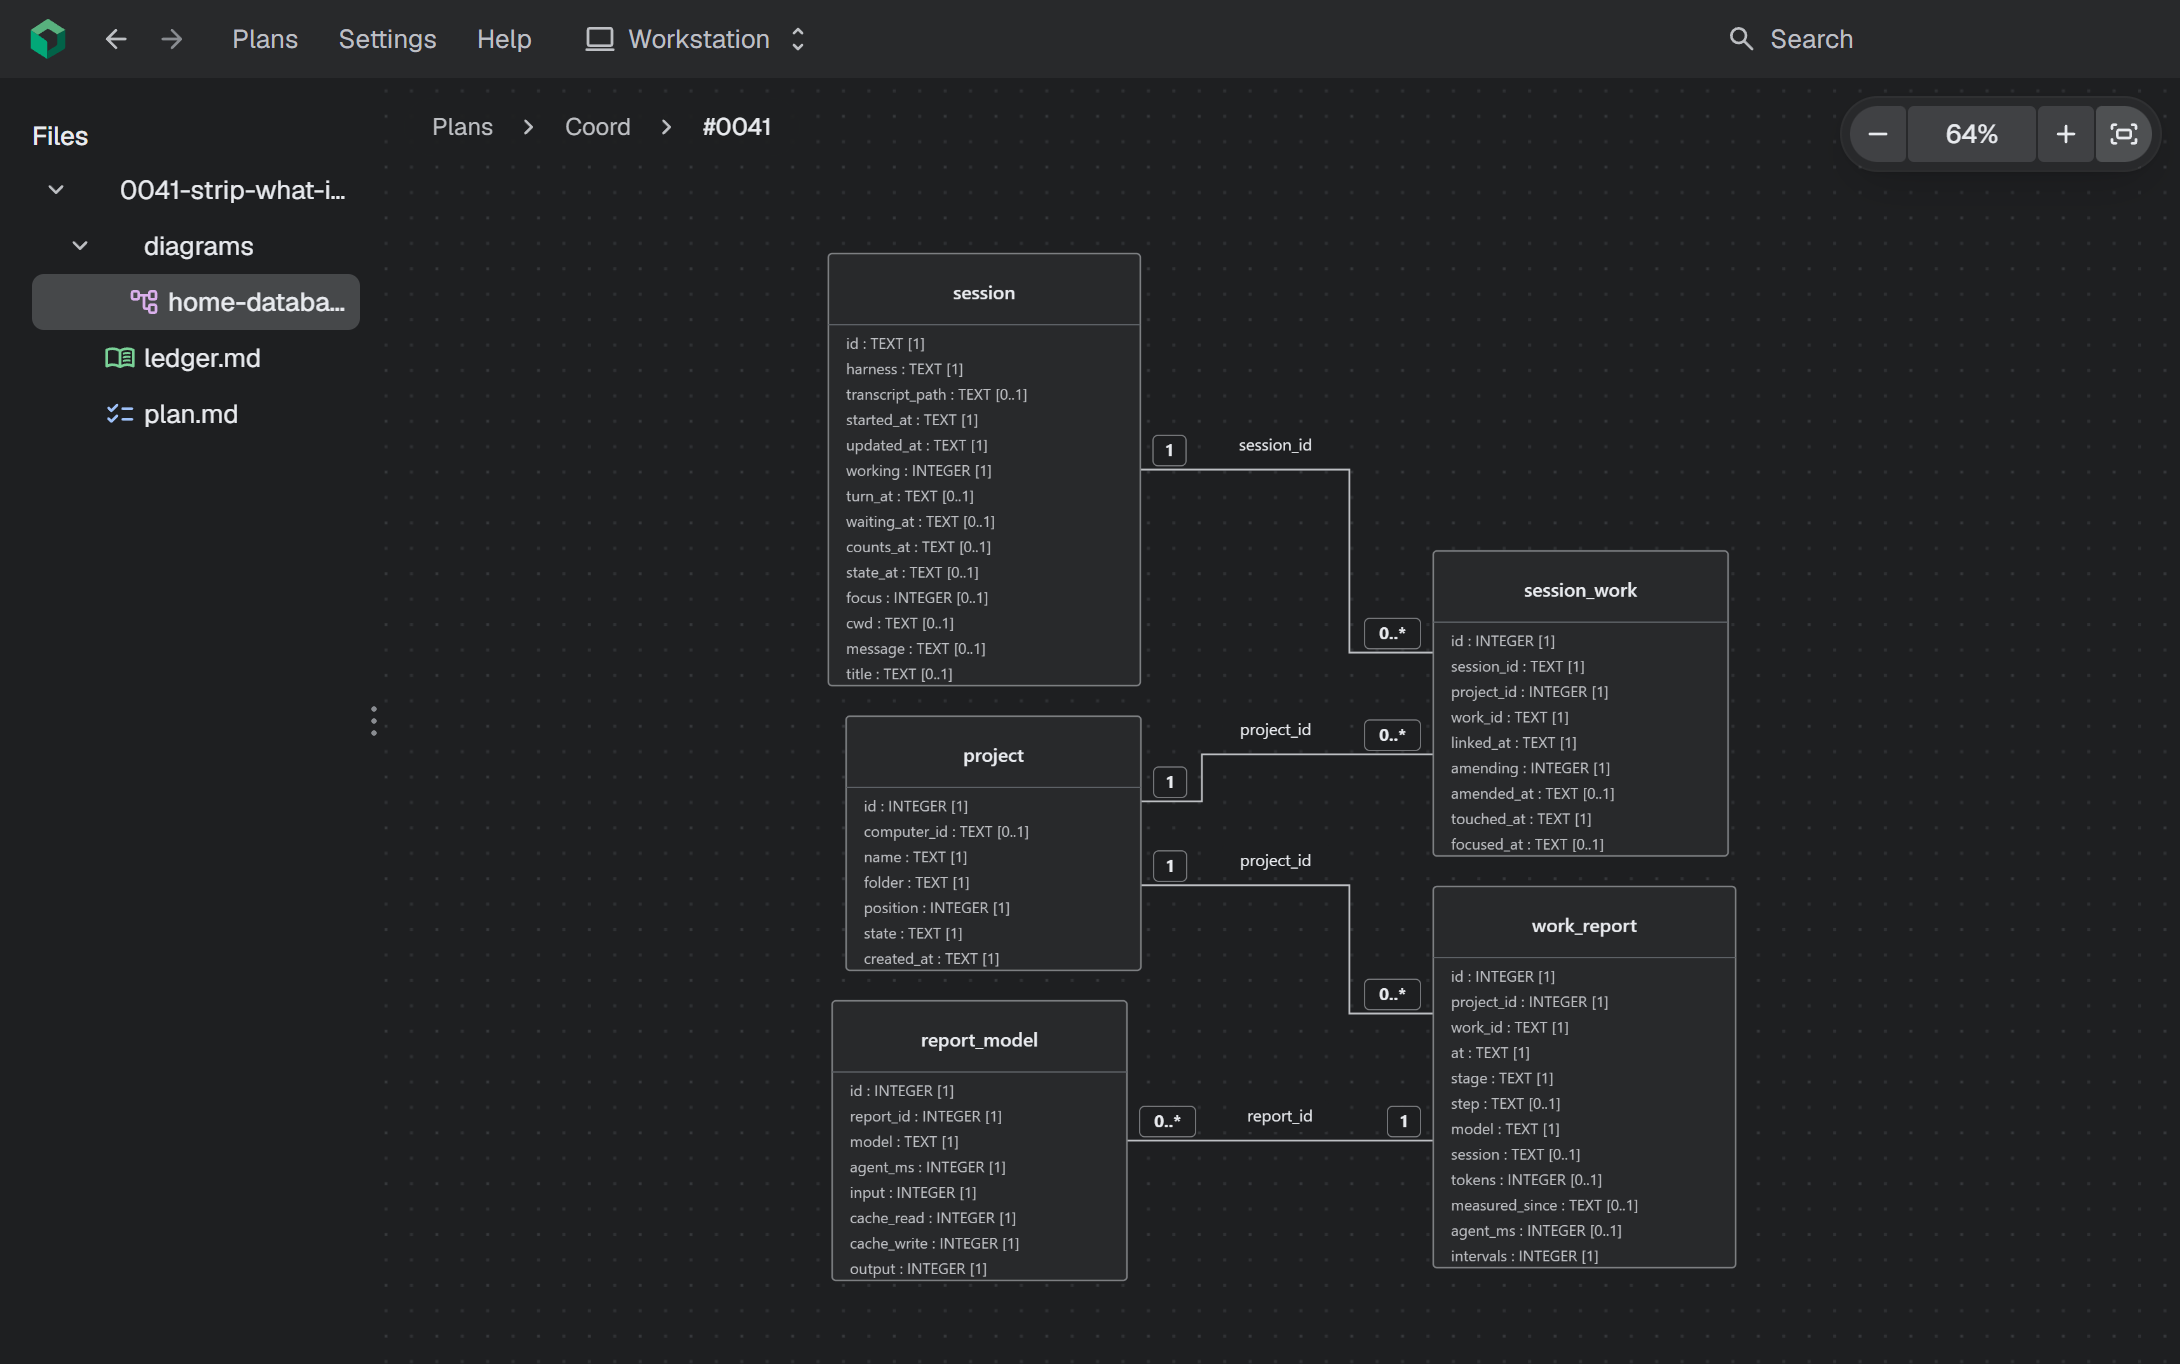 Plans
Settings
Help
Workstation
Search
Files
0041-strip-what-i...
diagrams
home-databa...
ledger.md
plan.md
Plans > Coord > #0041
64%
session
id : TEXT [1]
harness : TEXT [1]
transcript_path : TEXT [0..1]
started_at : TEXT [1]
updated_at : TEXT [1]
working : INTEGER [1]
turn_at : TEXT [0..1]
waiting_at : TEXT [0..1]
counts_at : TEXT [0..1]
state_at : TEXT [0..1]
focus : INTEGER [0..1]
cwd : TEXT [0..1]
message : TEXT [0..1]
title : TEXT [0..1]
1
session_id
0..*
session_work
id : INTEGER [1]
session_id : TEXT [1]
project_id : INTEGER [1]
work_id : TEXT [1]
linked_at : TEXT [1]
amending : INTEGER [1]
amended_at : TEXT [0..1]
touched_at : TEXT [1]
focused_at : TEXT [0..1]
project
id : INTEGER [1]
computer_id : TEXT [0..1]
name : TEXT [1]
folder : TEXT [1]
position : INTEGER [1]
state : TEXT [1]
created_at : TEXT [1]
project_id
0..*
1
1
project_id
0..*
work_report
id : INTEGER [1]
project_id : INTEGER [1]
work_id : TEXT [1]
at : TEXT [1]
stage : TEXT [1]
step : TEXT [0..1]
model : TEXT [1]
session : TEXT [0..1]
tokens : INTEGER [0..1]
measured_since : TEXT [0..1]
agent_ms : INTEGER [0..1]
intervals : INTEGER [1]
report_model
id : INTEGER [1]
report_id : INTEGER [1]
model : TEXT [1]
agent_ms : INTEGER [1]
input : INTEGER [1]
cache_read : INTEGER [1]
cache_write : INTEGER [1]
output : INTEGER [1]
0..*
report_id
1